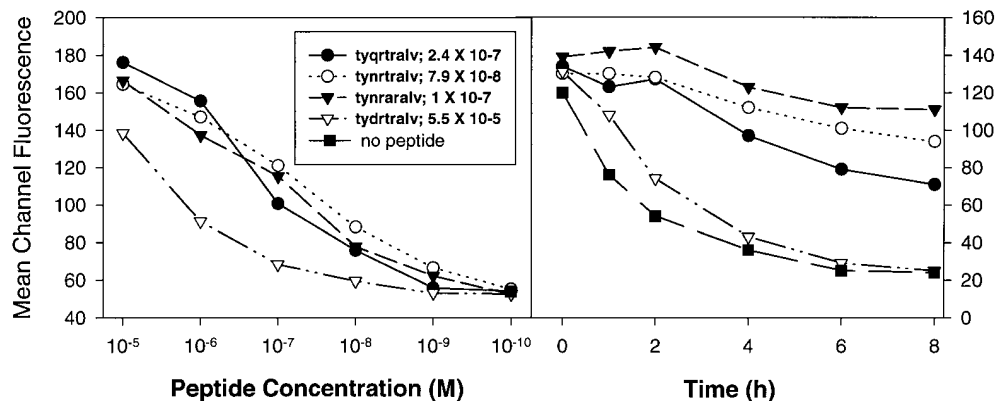 Mean Channel Fluorescence
200
180
160
140
120
100
80
60
40
tyqrtralv; 2.4 X 10-7
tynrtralv; 7.9 X 10-8
tynraralv; 1 X 10-7
tydrtralv; 5.5 X 10-5
no peptide
160
140
120
100
80
60
40
20
0
10-5 10-6 10-7 10-8 10-9 10-10
0 2 4 6 8
Peptide Concentration (M)
Time (h)